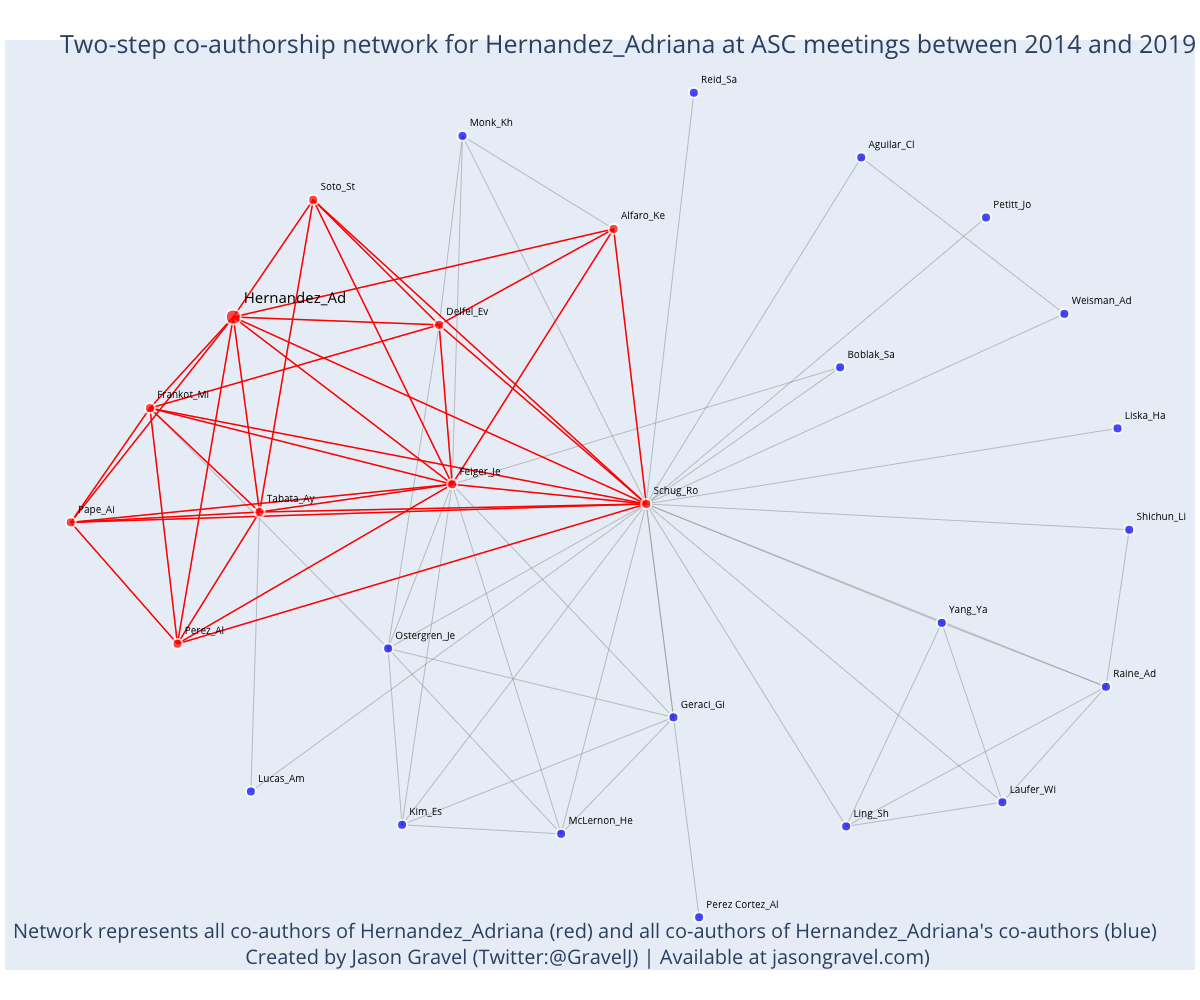 Two-step co-authorship network for Hernandez_Adriana at ASC meetings between 2014 and 2019
Reid_Sa
Monk_Kh
Aguilar_Cl
Soto_St
Petitt_Jo
Alfaro_Ke
Hernandez_Ad
Weisman_Ad
Delfel_Ev
Boblak_Sa
Frankot_Mi
Liska_Ha
Feiger_Je
Schug_Ro
Tabata_Ay
Pape_Ai
Shichun_Li
Yang_Ya
Perez_Al
Ostergren_Je
Raine_Ad
Geraci_Gi
Lucas_Am
Laufer_Wi
Kim_Es
Ling_Sh
McLernon_He
Perez Cortez_Al
Network represents all co-authors of Hernandez_Adriana (red) and all co-authors of Hernandez_Adriana's co-authors (blue)
Created by Jason Gravel (Twitter:@GravelJ) | Available at jasongravel.com)